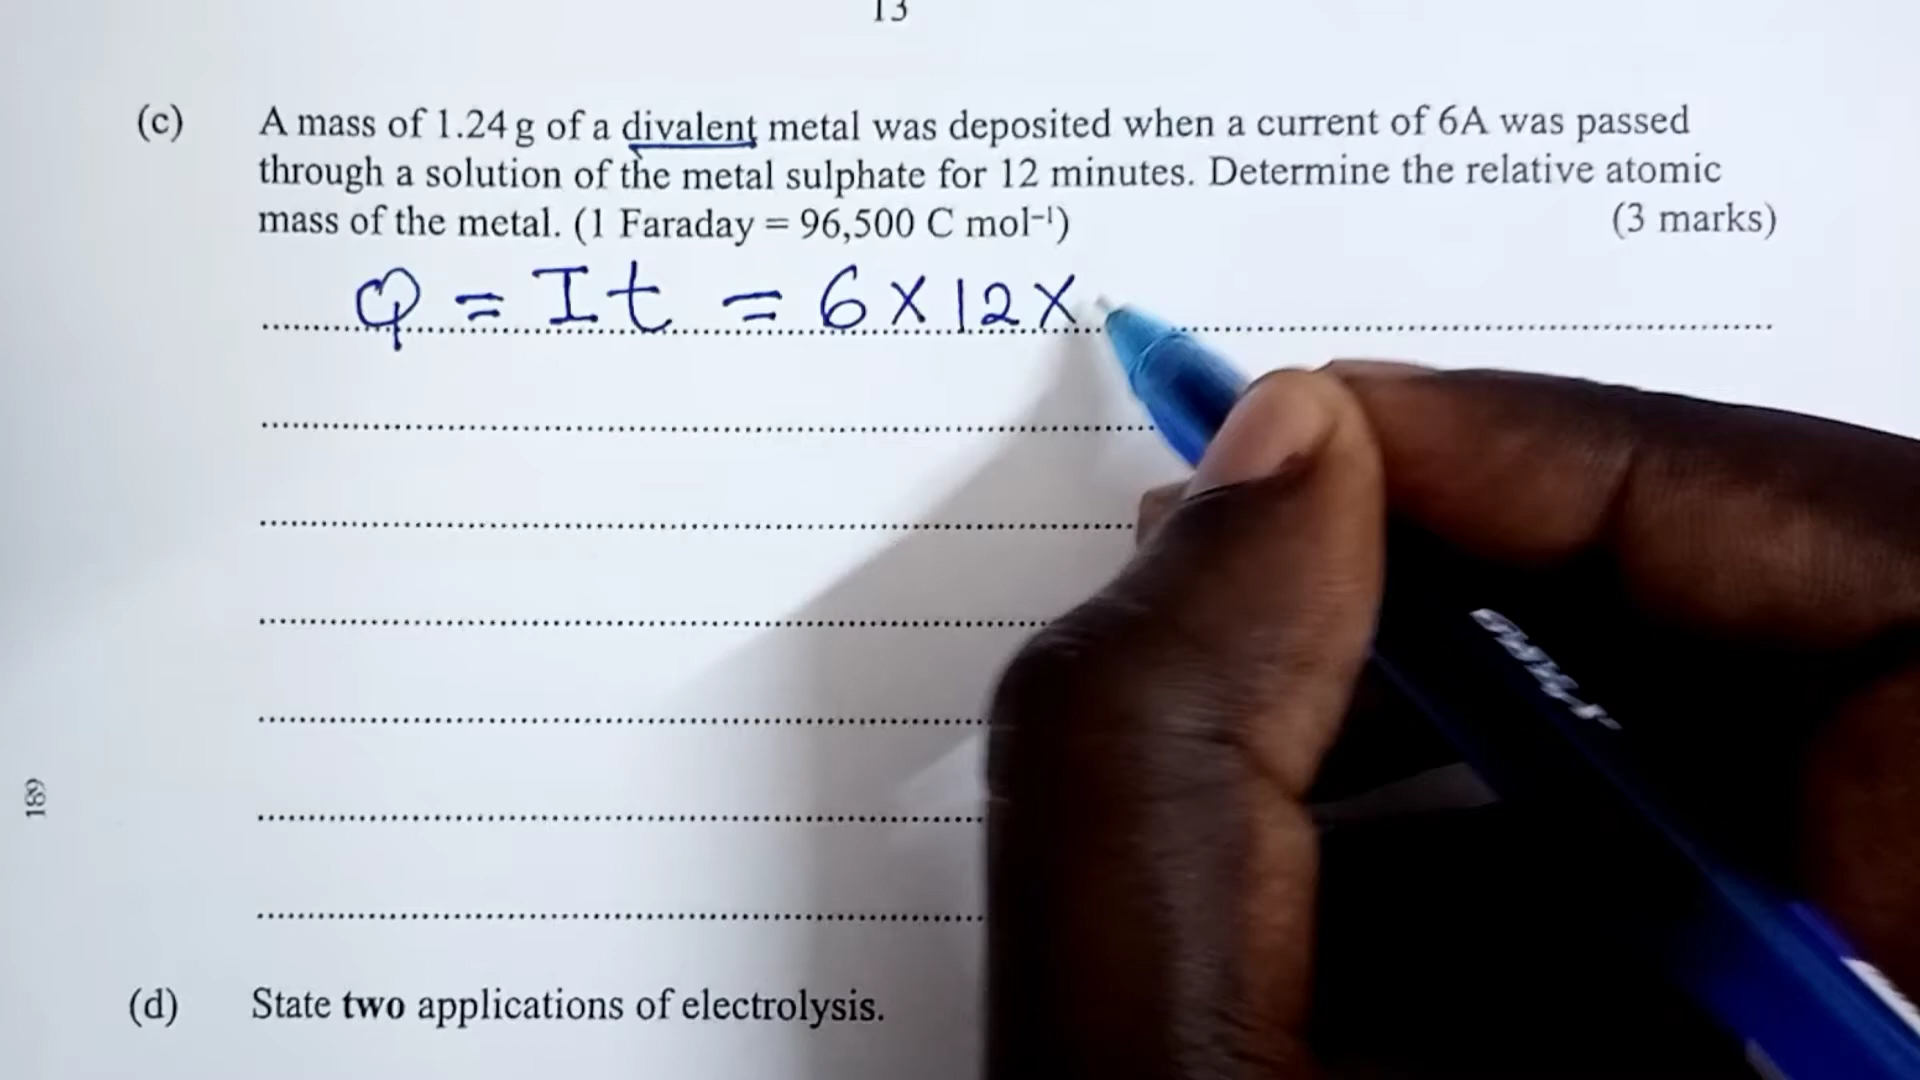 13
(c) A mass of 1.24 g of a divalent metal was deposited when a current of 6A was passed
through a solution of the metal sulphate for 12 minutes. Determine the relative atomic
mass of the metal. (1 Faraday = 96,500 C mol⁻¹) (3 marks)
Q = It = 6 × 12 ×
189
(d) State two applications of electrolysis.